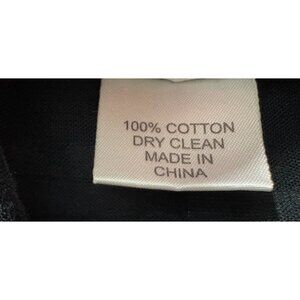 100% COTTON
DRY CLEAN
MADE IN
CHINA